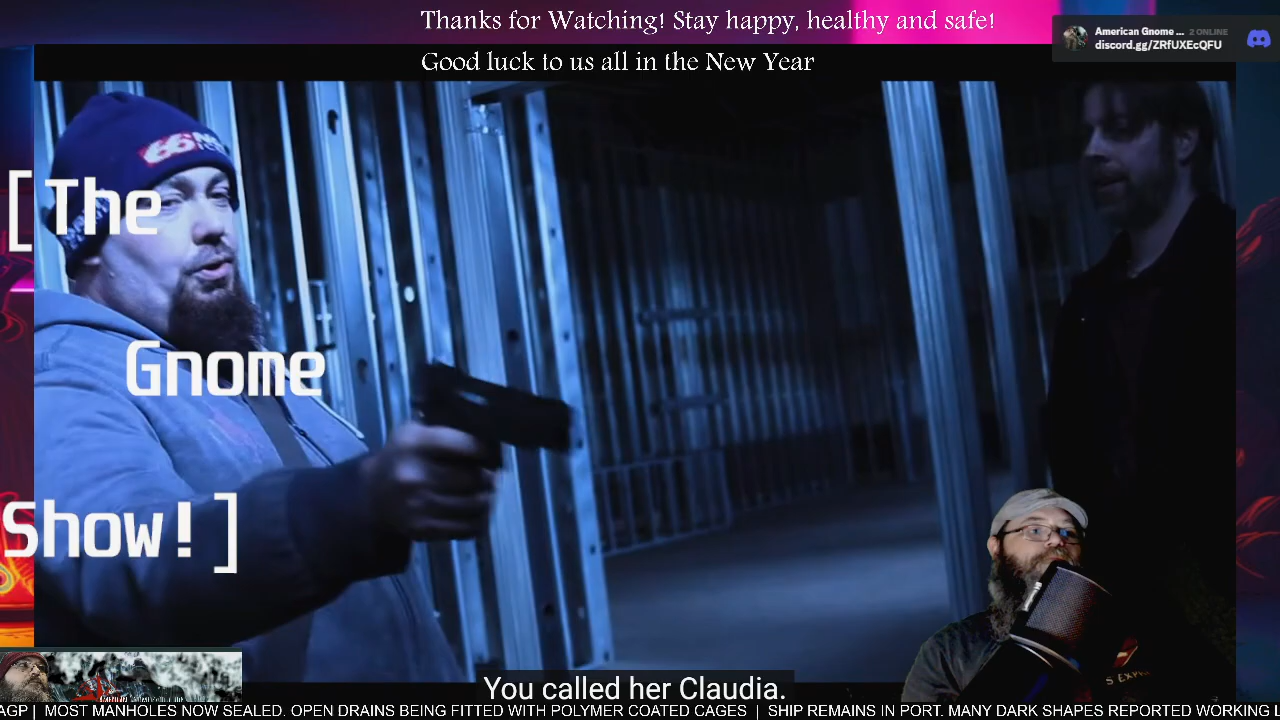 Thanks for Watching! Stay happy, healthy and safe!
American Gnome ... 2 ONLINE
discord.gg/ZRfUXEcQFU
Good luck to us all in the New Year
66
[The
Gnome
Show!]
You called her Claudia.
AGP | MOST MANHOLES NOW SEALED. OPEN DRAINS BEING FITTED WITH POLYMER COATED CAGES | SHIP REMAINS IN PORT. MANY DARK SHAPES REPORTED WORKING